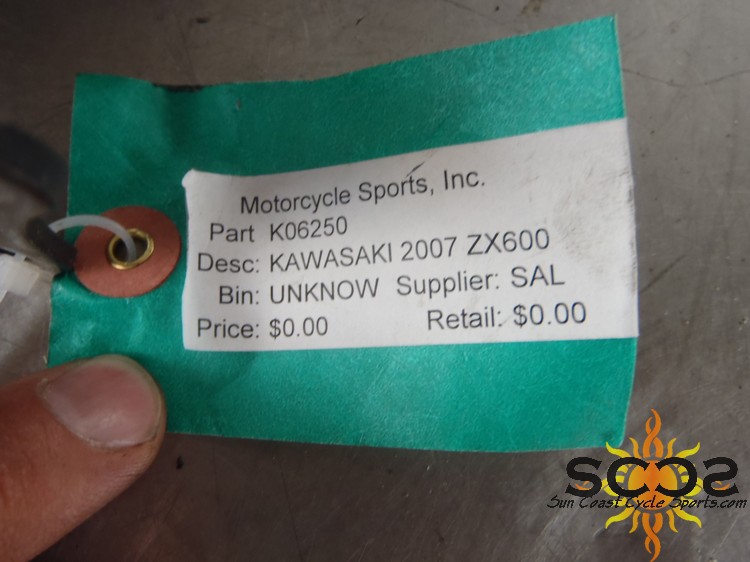 Motorcycle Sports, Inc.
Part K06250
Desc: KAWASAKI 2007 ZX600
Bin: UNKNOW Supplier: SAL
Price: $0.00 Retail: $0.00
SCCS
Sun Coast Cycle Sports.com